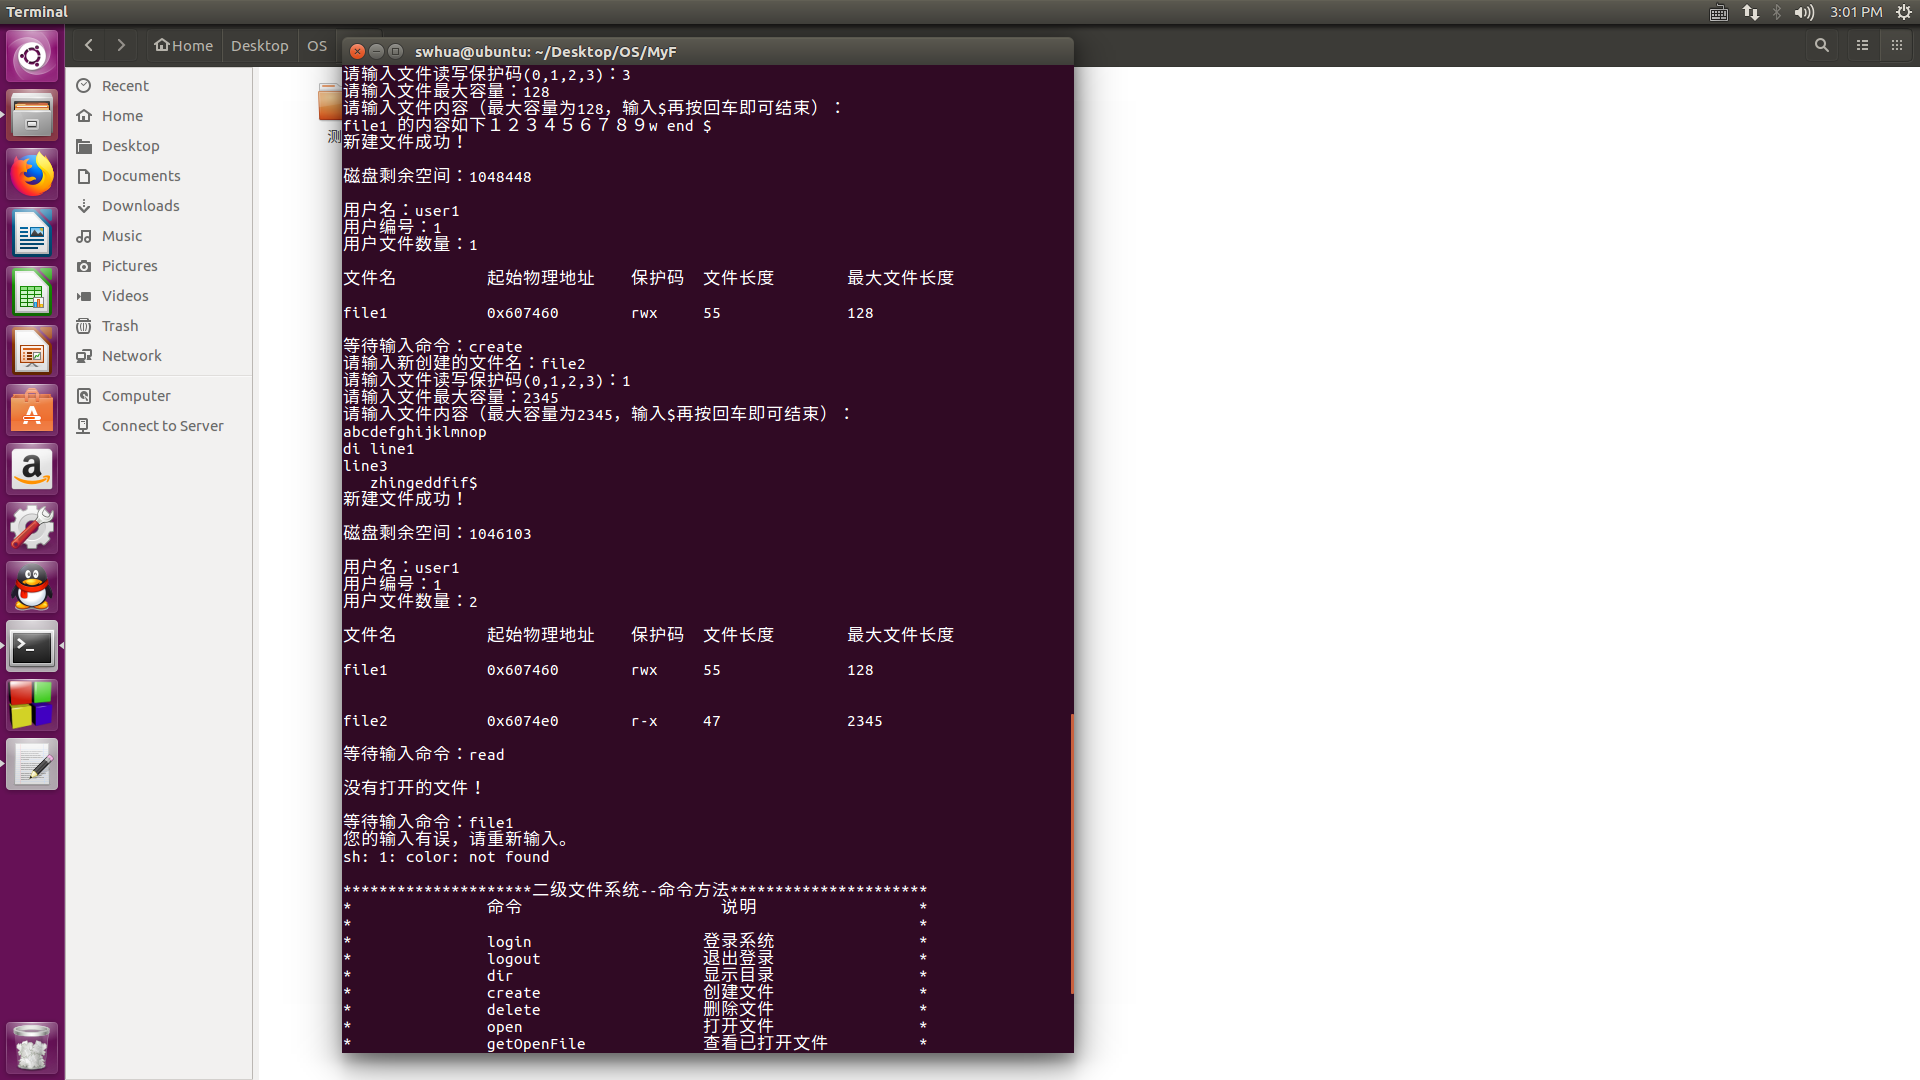 Terminal
3:01 PM
Home
Desktop
OS
swhua@ubuntu: ~/Desktop/OS/MyF
Recent
Home
Desktop
Documents
Downloads
Music
Pictures
Videos
Trash
Network
Computer
Connect to Server
测
请输入文件读写保护码(0,1,2,3)：3
请输入文件最大容量：128
请输入文件内容（最大容量为128，输入$再按回车即可结束）：
file1 的内容如下１２３４５６７８９w end $
新建文件成功！
磁盘剩余空间：1048448
用户名：user1
用户编号：1
用户文件数量：1
文件名 起始物理地址 保护码 文件长度 最大文件长度
file1 0x607460 rwx 55 128
等待输入命令：create
请输入新创建的文件名：file2
请输入文件读写保护码(0,1,2,3)：1
请输入文件最大容量：2345
请输入文件内容（最大容量为2345，输入$再按回车即可结束）：
abcdefghijklmnop
di line1
line3
zhingeddfif$
新建文件成功！
磁盘剩余空间：1046103
用户名：user1
用户编号：1
用户文件数量：2
文件名 起始物理地址 保护码 文件长度 最大文件长度
file1 0x607460 rwx 55 128
file2 0x6074e0 r-x 47 2345
等待输入命令：read
没有打开的文件！
等待输入命令：file1
您的输入有误，请重新输入。
sh: 1: color: not found
*********************二级文件系统--命令方法**********************
* 命令 说明 *
* *
* login 登录系统 *
* logout 退出登录 *
* dir 显示目录 *
* create 创建文件 *
* delete 删除文件 *
* open 打开文件 *
* getOpenFile 查看已打开文件 *